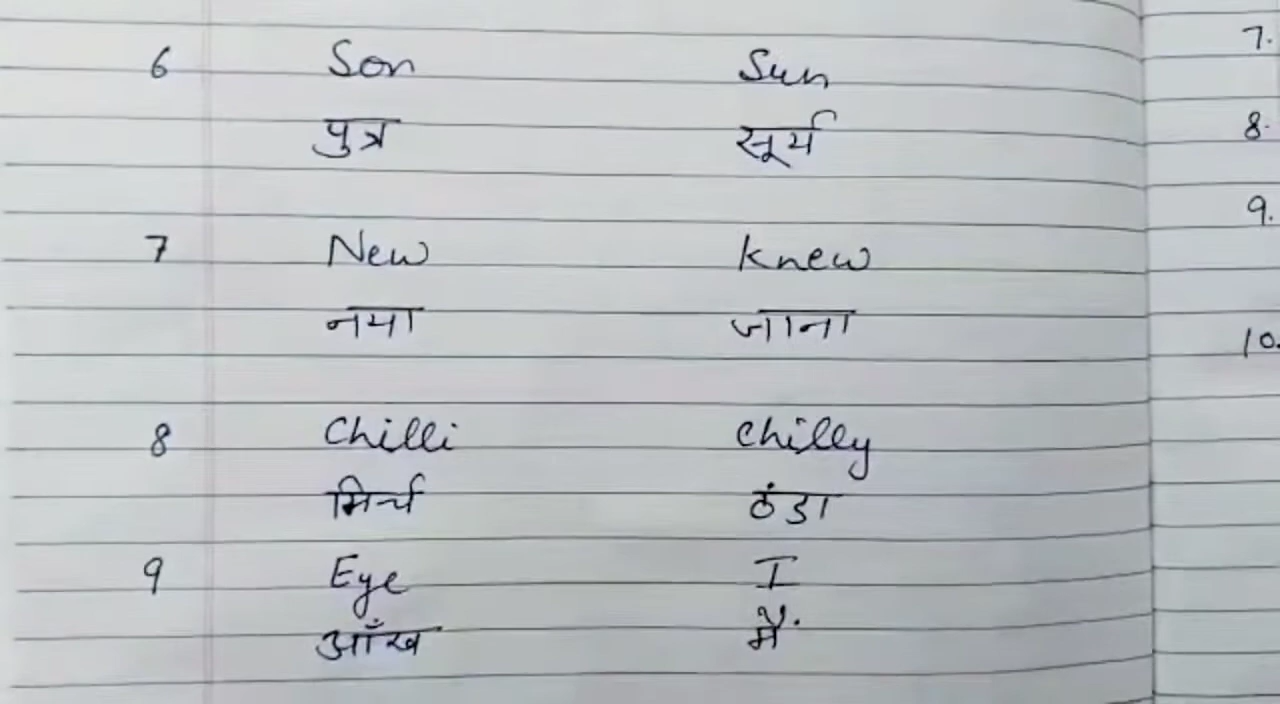 6 Son Sun
पुत्र सूर्य
7 New Knew
नया जाना
8 Chilli Chilly
मिर्च ठंडा
9 Eye I
आँख मैं
7.
8.
9.
10.